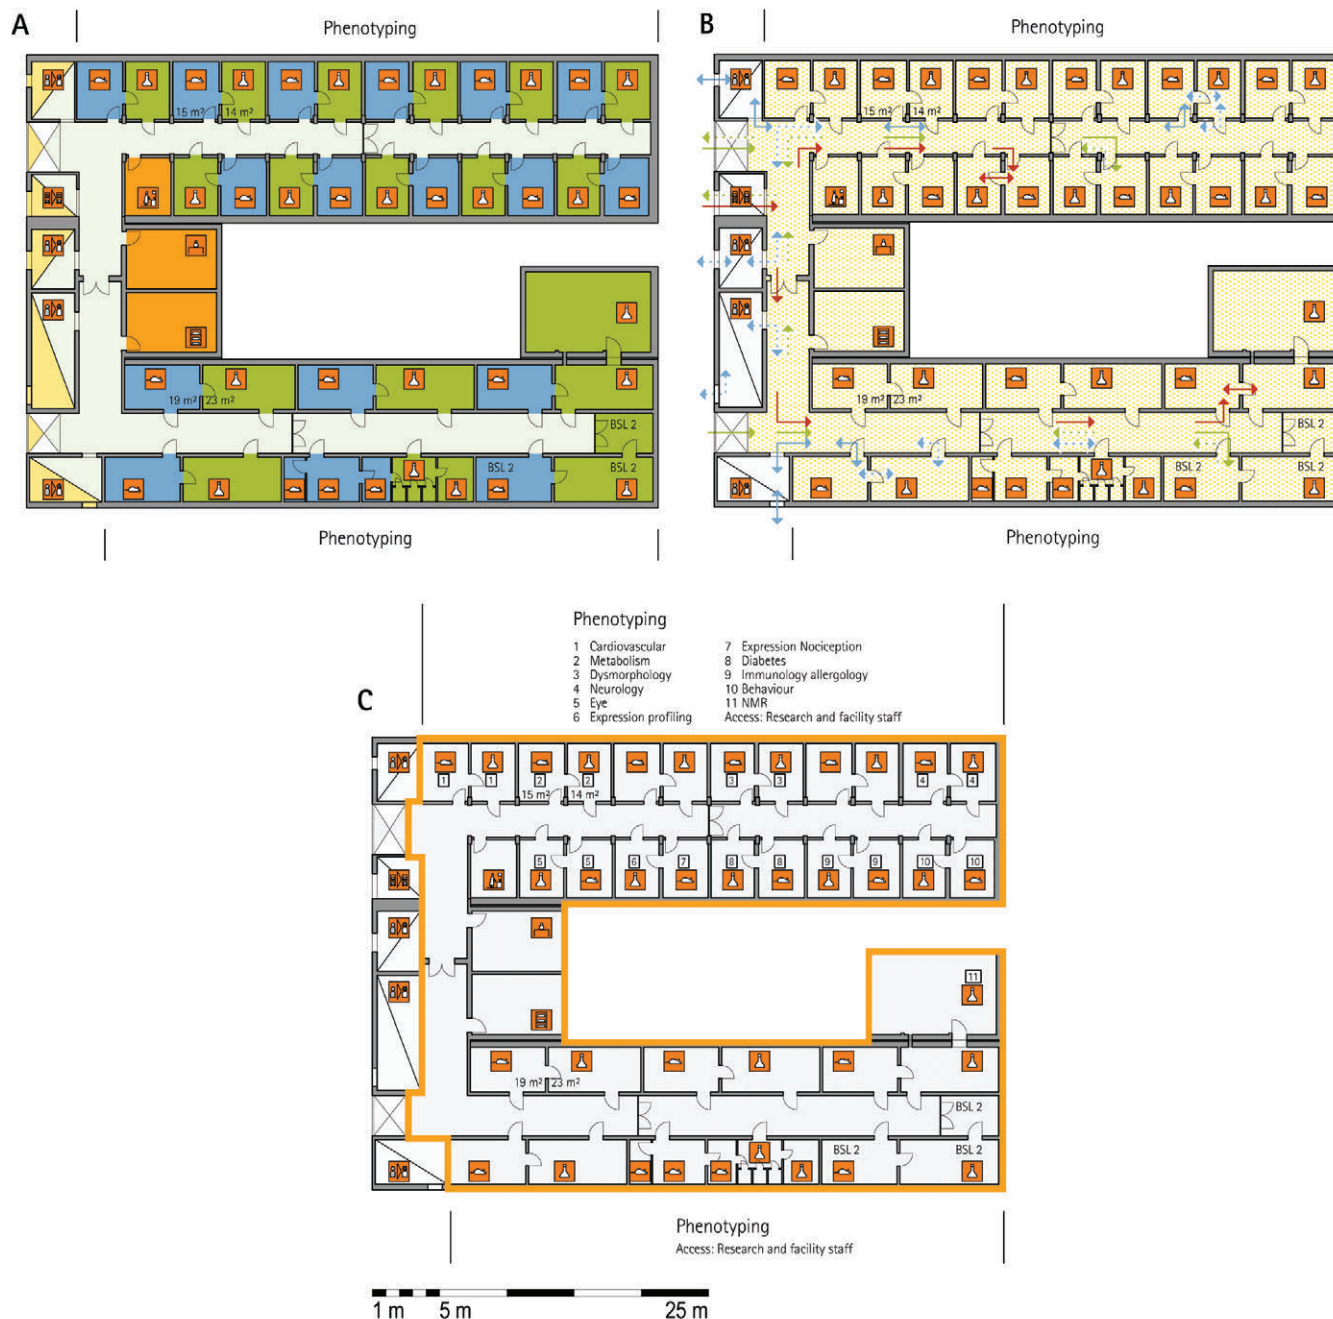 A
Phenotyping
15 m² 14 m²
19 m² 23 m²
BSL 2
BSL 2
BSL 2
Phenotyping
B
Phenotyping
15 m² 14 m²
19 m² 23 m²
BSL 2
BSL 2
BSL 2
Phenotyping
C
Phenotyping
1 Cardiovascular
2 Metabolism
3 Dysmorphology
4 Neurology
5 Eye
6 Expression profiling
7 Expression Nociception
8 Diabetes
9 Immunology allergology
10 Behaviour
11 NMR
Access: Research and facility staff
1 1 2 2 3 3 4 4
15 m² 14 m²
5 5 6 7 8 8 9 9 10 10
11
19 m² 23 m²
BSL 2
BSL 2
BSL 2
Phenotyping
Access: Research and facility staff
1 m 5 m 25 m